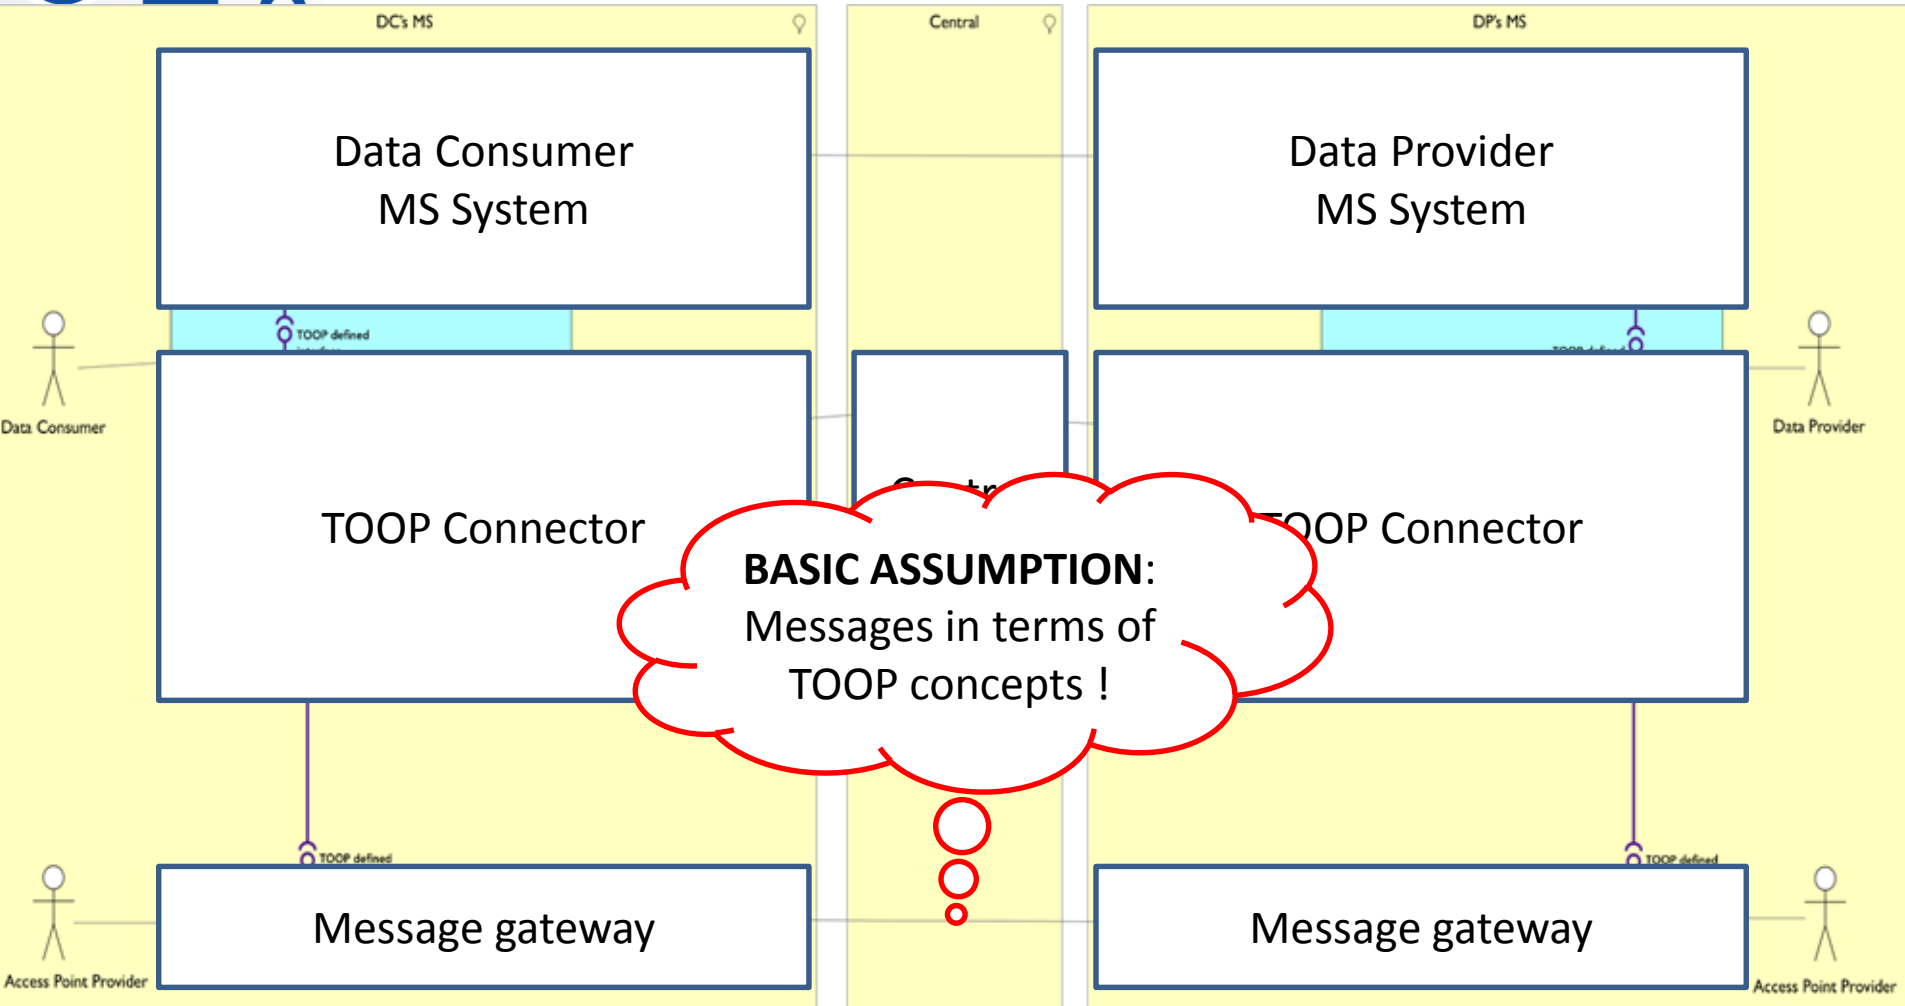 DC's MS
Central
DP's MS
Data Consumer
MS System
Data Provider
MS System
TOOP defined
TOOP defined
Data Consumer
Data Provider
TOOP Connector
TOOP Connector
BASIC ASSUMPTION:
Messages in terms of
TOOP concepts !
TOOP defined
TOOP defined
Message gateway
Message gateway
Access Point Provider
Access Point Provider